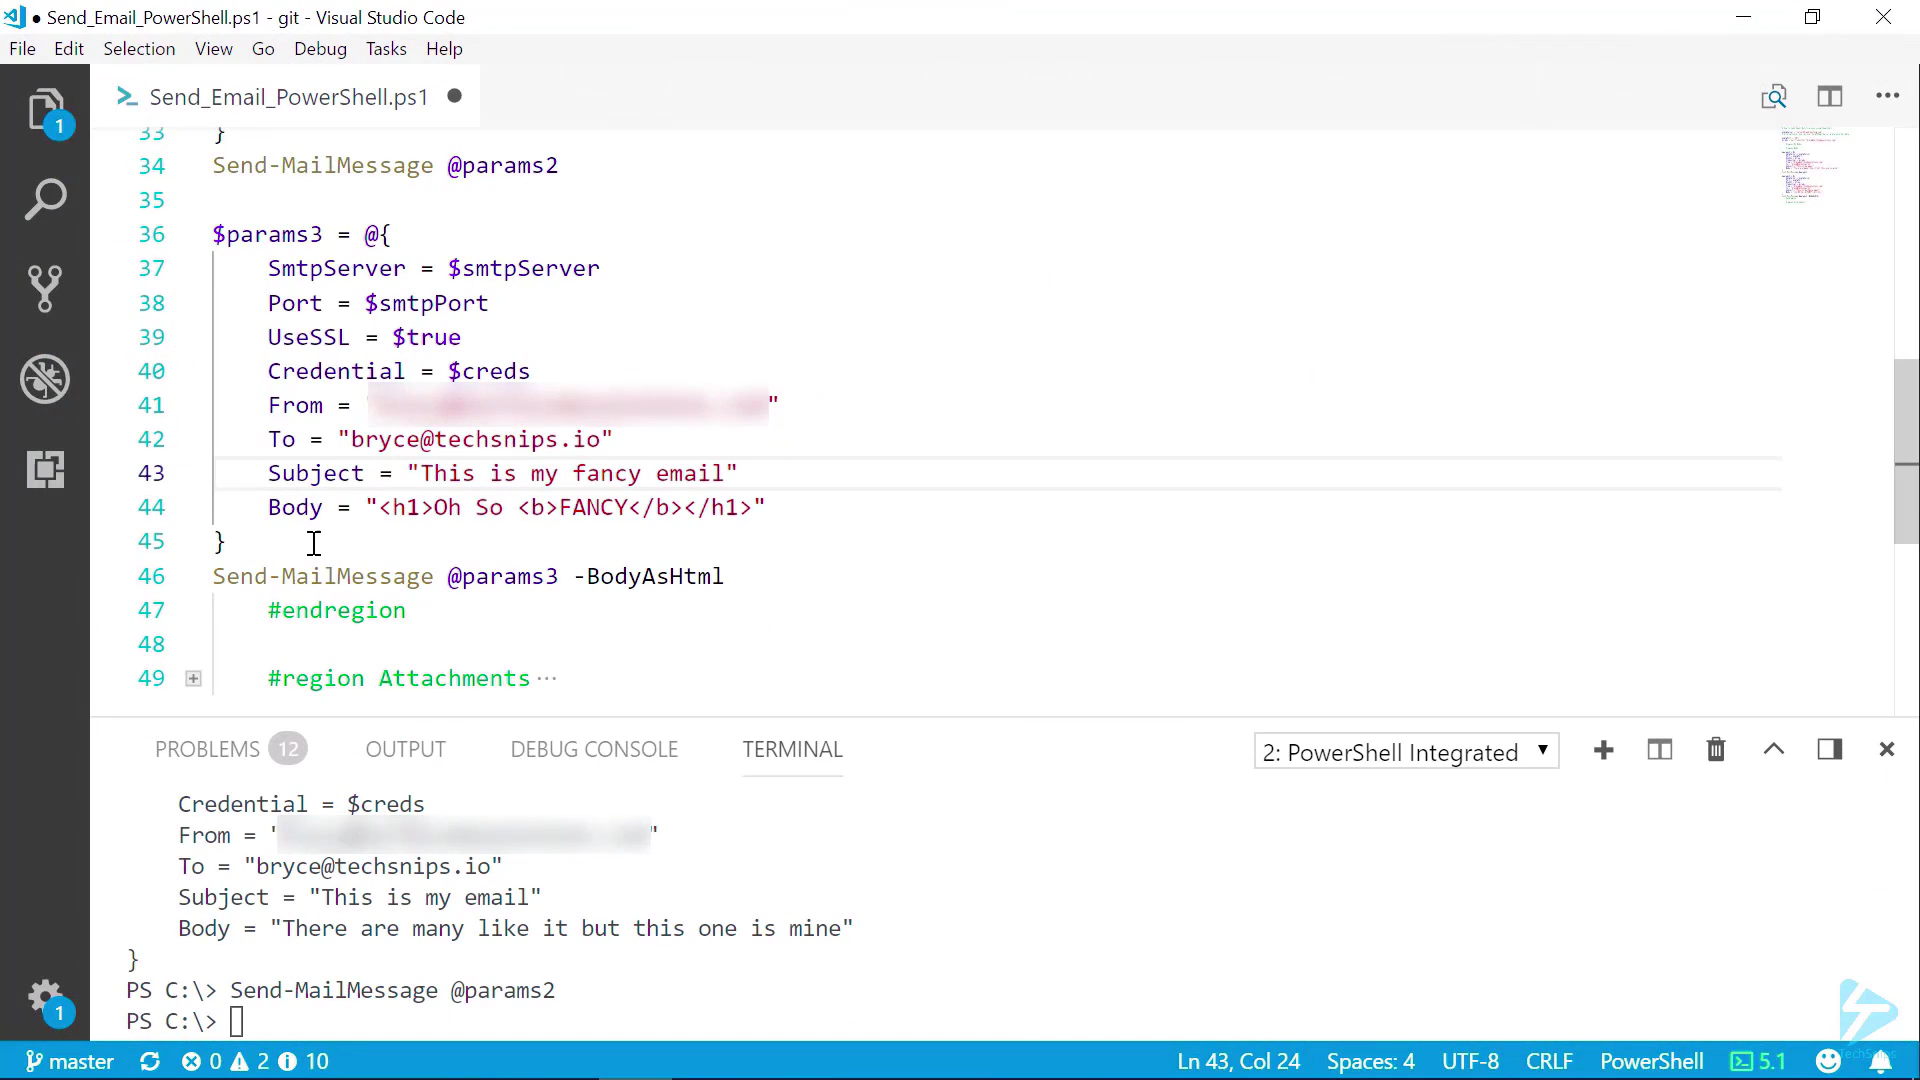 Send_Email_PowerShell.ps1 - git - Visual Studio Code
File Edit Selection View Go Debug Tasks Help
Send_Email_PowerShell.ps1
33 }
34 Send-MailMessage @params2
35
36 $params3 = @{
37 SmtpServer = $smtpServer
38 Port = $smtpPort
39 UseSSL = $true
40 Credential = $creds
41 From = "
42 To = "bryce@techsnips.io"
43 Subject = "This is my fancy email"
44 Body = "<h1>Oh So <b>FANCY</b></h1>"
45 }
46 Send-MailMessage @params3 -BodyAsHtml
47 #endregion
48
49 #region Attachments ...
1
PROBLEMS 12 OUTPUT DEBUG CONSOLE TERMINAL 2: PowerShell Integrated
Credential = $creds
From = ' '
To = "bryce@techsnips.io"
Subject = "This is my email"
Body = "There are many like it but this one is mine"
}
PS C:\> Send-MailMessage @params2
PS C:\>
1
master 0 2 10 Ln 43, Col 24 Spaces: 4 UTF-8 CRLF PowerShell 5.1
TechSnips